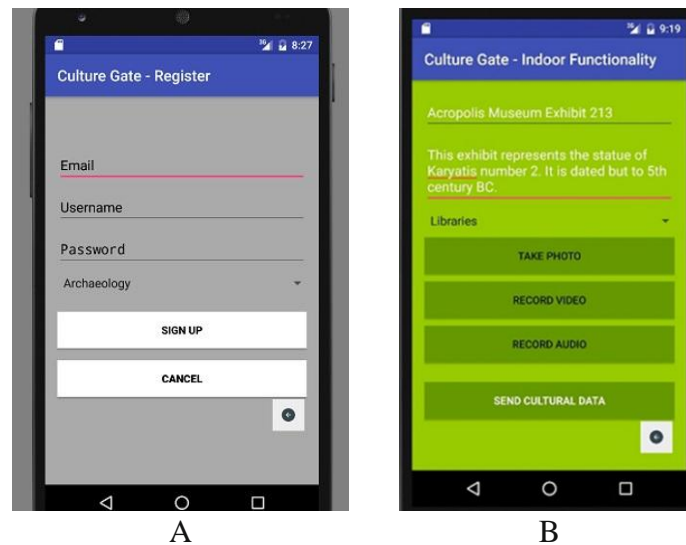 3G 8:27
Culture Gate - Register
Email
Username
Password
Archaeology
SIGN UP
CANCEL
A
3G 9:19
Culture Gate - Indoor Functionality
Acropolis Museum Exhibit 213
This exhibit represents the statue of
Karyatis number 2. It is dated but to 5th
century BC.
Libraries
TAKE PHOTO
RECORD VIDEO
RECORD AUDIO
SEND CULTURAL DATA
B